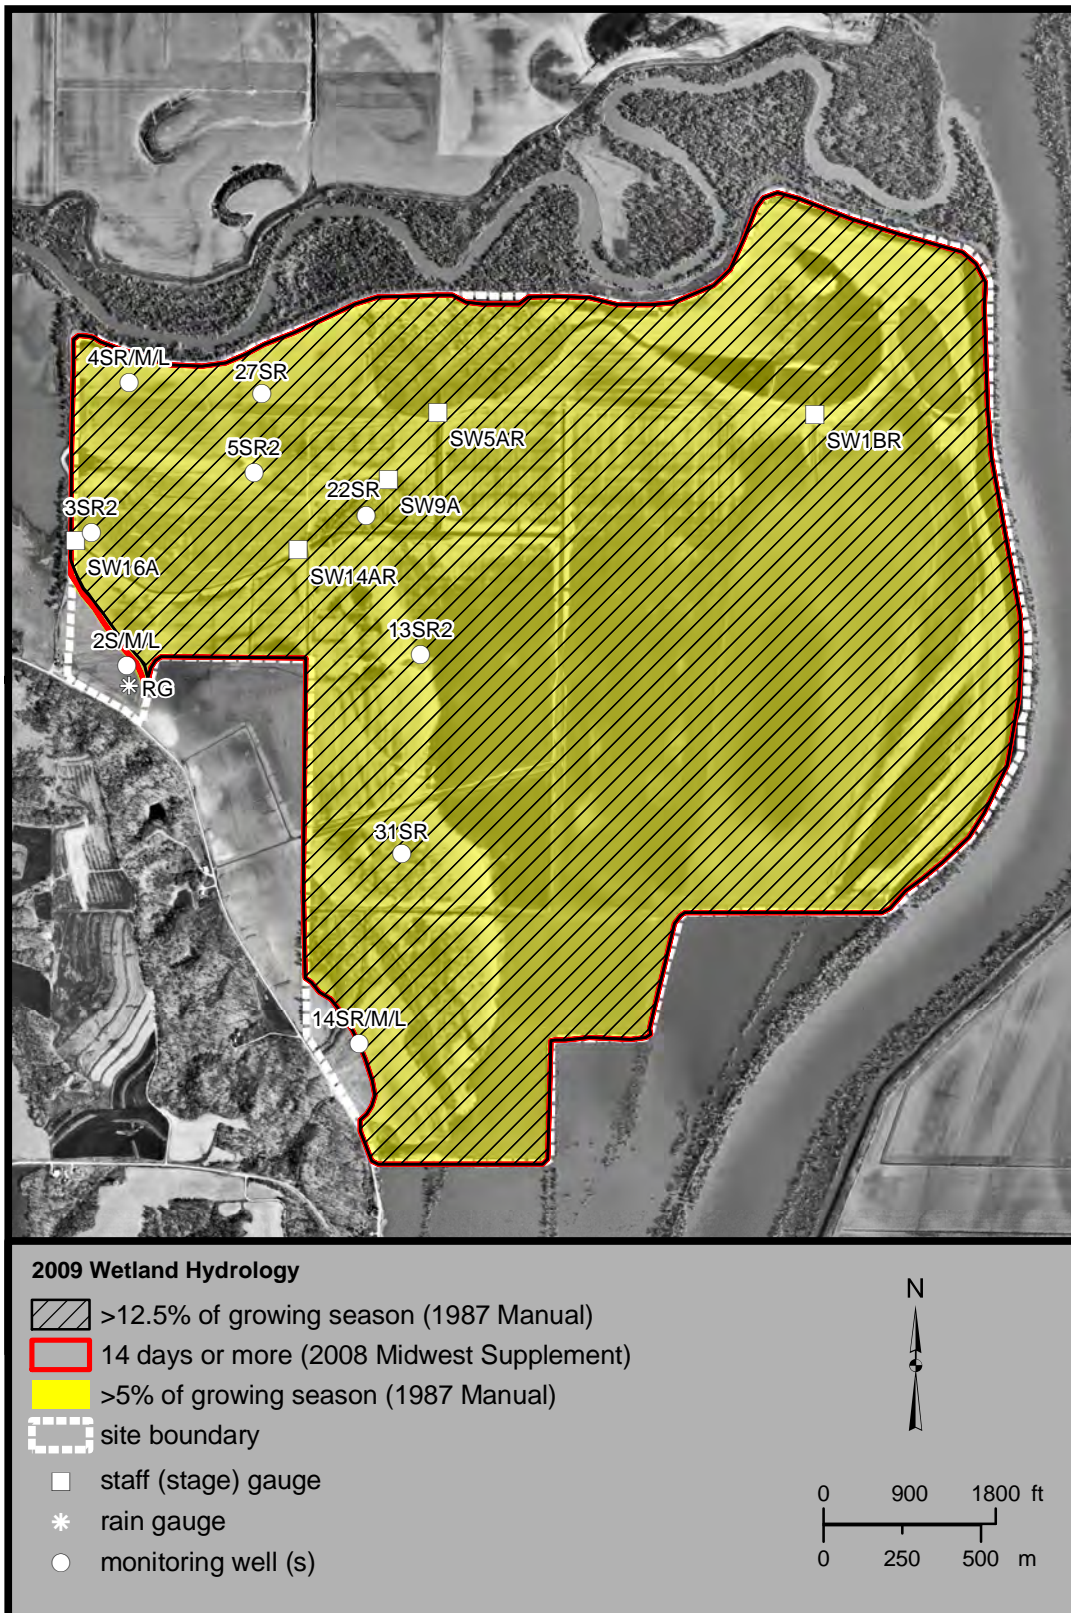 4SR/M/L
27SR
SW5AR
SW1BR
5SR2
22SR
SW9A
3SR2
SW16A
SW14AR
13SR2
2S/M/L
RG
31SR
14SR/M/L
2009 Wetland Hydrology
>12.5% of growing season (1987 Manual)
14 days or more (2008 Midwest Supplement)
>5% of growing season (1987 Manual)
site boundary
staff (stage) gauge
rain gauge
monitoring well (s)
N
0 900 1800 ft
0 250 500 m